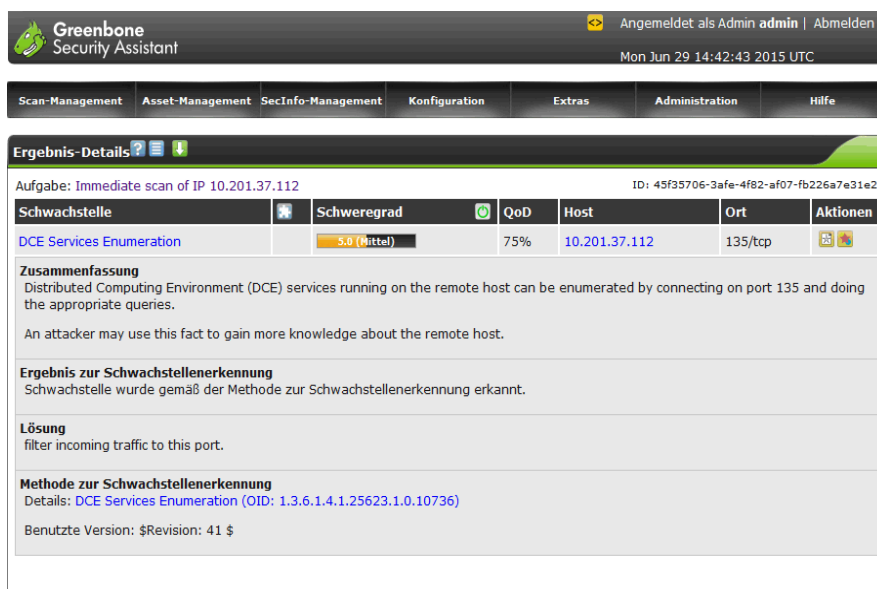 Greenbone
Security Assistant
Angemeldet als Admin admin | Abmelden
Mon Jun 29 14:42:43 2015 UTC
Scan-Management Asset-Management SecInfo-Management Konfiguration Extras Administration Hilfe
Ergebnis-Details
Aufgabe: Immediate scan of IP 10.201.37.112
ID: 45f35706-3afe-4f82-af07-fb226a7e31e2
Schwachstelle Schweregrad QoD Host Ort Aktionen
DCE Services Enumeration 5.0 (Mittel) 75% 10.201.37.112 135/tcp
Zusammenfassung
Distributed Computing Environment (DCE) services running on the remote host can be enumerated by connecting on port 135 and doing
the appropriate queries.
An attacker may use this fact to gain more knowledge about the remote host.
Ergebnis zur Schwachstellenerkennung
Schwachstelle wurde gemäß der Methode zur Schwachstellenerkennung erkannt.
Lösung
filter incoming traffic to this port.
Methode zur Schwachstellenerkennung
Details: DCE Services Enumeration (OID: 1.3.6.1.4.1.25623.1.0.10736)
Benutzte Version: $Revision: 41 $